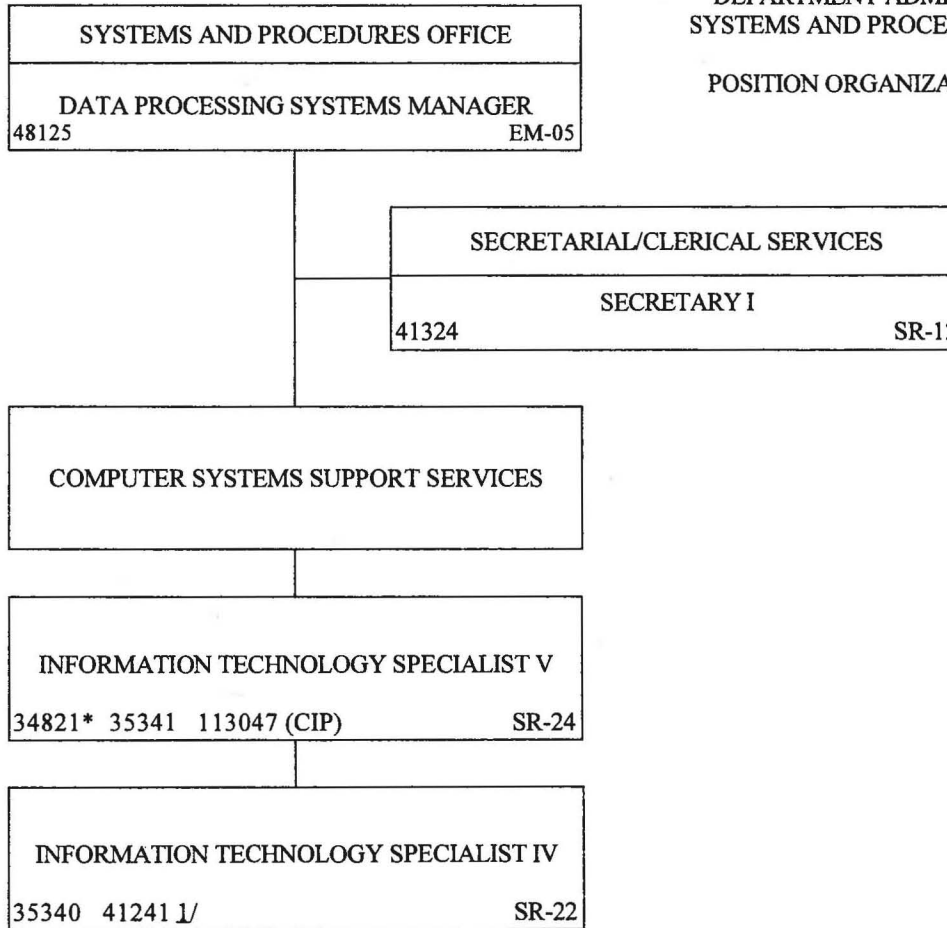 SYSTEMS AND PROCEDURES OFFICE
DATA PROCESSING SYSTEMS MANAGER
48125 EM-05
SYSTEMS AND PROCE
POSITION ORGANIZA
SECRETARIAL/CLERICAL SERVICES
SECRETARY I
41324
COMPUTER SYSTEMS SUPPORT SERVICES
INFORMATION TECHNOLOGY SPECIALIST V
34821* 35341 113047 (CIP) SR-24
INFORMATION TECHNOLOGY SPECIALIST IV
35340 41241 1/ SR-22